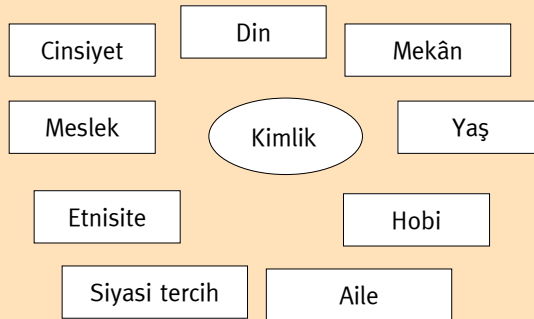 Din
Cinsiyet
Mekân
Meslek
Kimlik
Yaş
Etnisite
Hobi
Siyasi tercih
Aile